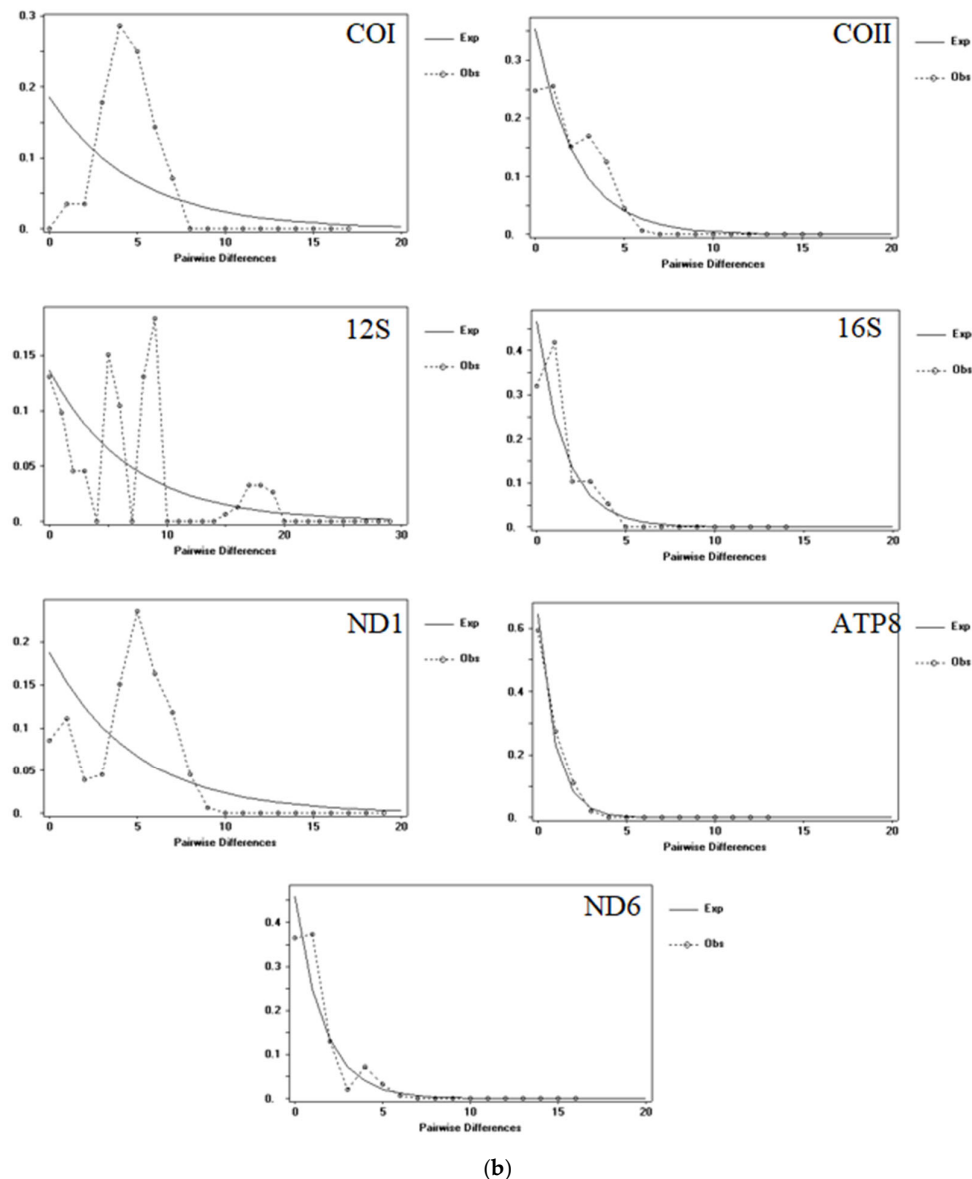 COI
0.3
0.2
0.1
0.
0 5 10 15 20
Pairwise Differences
Exp
Obs
COII
0.3
0.2
0.1
0.
0 5 10 15 20
Pairwise Differences
Exp
Obs
12S
0.15
0.1
0.05
0.
0 10 20 30
Pairwise Differences
Exp
Obs
16S
0.4
0.3
0.2
0.1
0.
0 5 10 15 20
Pairwise Differences
Exp
Obs
ND1
0.2
0.15
0.1
0.05
0.
0 5 10 15 20
Pairwise Differences
Exp
Obs
ATP8
0.6
0.4
0.2
0.
0 5 10 15 20
Pairwise Differences
Exp
Obs
ND6
0.4
0.3
0.2
0.1
0.
0 5 10 15 20
Pairwise Differences
Exp
Obs
(b)